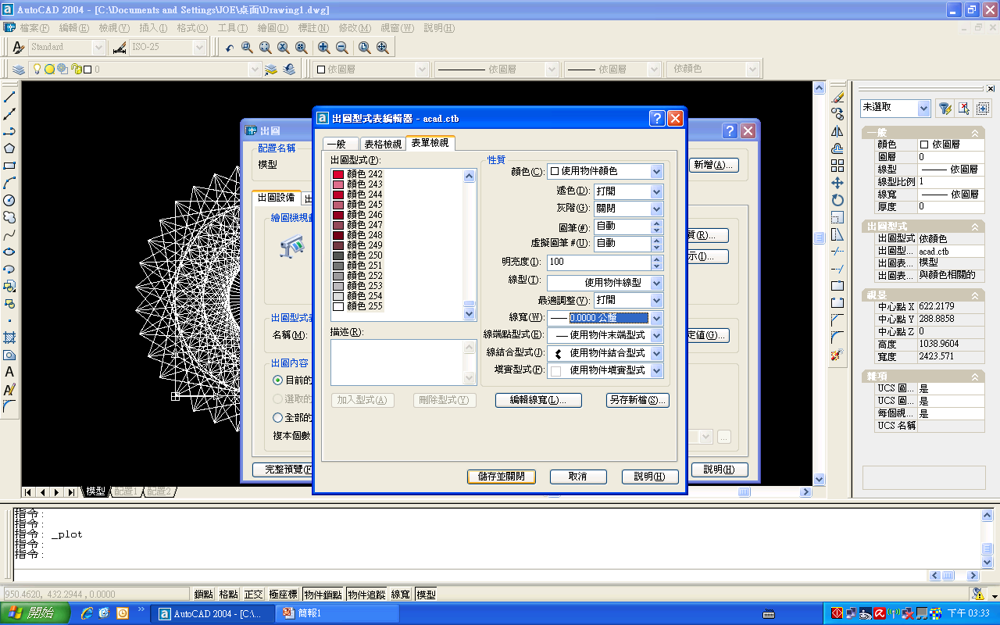 AutoCAD 2004 - [C:\Documents and Settings\JOE\桌面\Drawing1.dwg]
檔案(F) 編輯(E) 檢視(V) 插入(I) 格式(O) 工具(T) 繪圖(D) 標註(N) 修改(M) 視窗(W) 說明(H)
Standard ISO-25
0 依圖層 依圖層 依圖層 依顏色
出圖
配置名稱
模型
新增(A)...
出圖設備
繪圖機規
質(R)...
示(I)...
出圖型式表
名稱(M):
定值(G)...
出圖內容
目前的
選取的
全部的
複本個數
...
完整預覽(F
說明(H)
出圖型式表編輯器 - acad.ctb
一般 表格檢視 表單檢視
出圖型式(P):
顏色 242
顏色 243
顏色 244
顏色 245
顏色 246
顏色 247
顏色 248
顏色 249
顏色 250
顏色 251
顏色 252
顏色 253
顏色 254
顏色 255
描述(R):
加入型式(A) 刪除型式(Y)
性質
顏色(C): 使用物件顏色
遮色(D): 打開
灰階(G): 關閉
圖筆(#): 自動
虛擬圖筆 #(U): 自動
明亮度(I): 100
線型(T): 使用物件線型
最適調整(V): 打開
線寬(W): 0.0000 公釐
線端點型式(E): 使用物件末端型式
線結合型式(J): 使用物件結合型式
填實型式(F): 使用物件填實型式
編輯線寬(L)... 另存新檔(S)...
儲存並關閉 取消 說明(H)
未選取
一般
顏色 依圖層
圖層 0
線型 依圖層
線型比例 1
線寬 依圖層
厚度 0
出圖型式
出圖型式 依顏色
出圖型... acad.ctb
出圖表... 模型
出圖表... 與顏色相關的
視景
中心點 X 622.2179
中心點 Y 288.8858
中心點 Z 0
高度 1038.9604
寬度 2423.571
雜項
UCS 圖... 是
UCS 圖... 是
每個視... 是
UCS 名稱
模型 配置1 配置2
指令:
指令:
指令: _plot
指令:
指令:
950.4620, 432.2944 , 0.0000 鎖點 格點 正交 極座標 物件鎖點 物件追蹤 線寬 模型
開始 AutoCAD 2004 - [C:\... 簡報1 下午 03:33